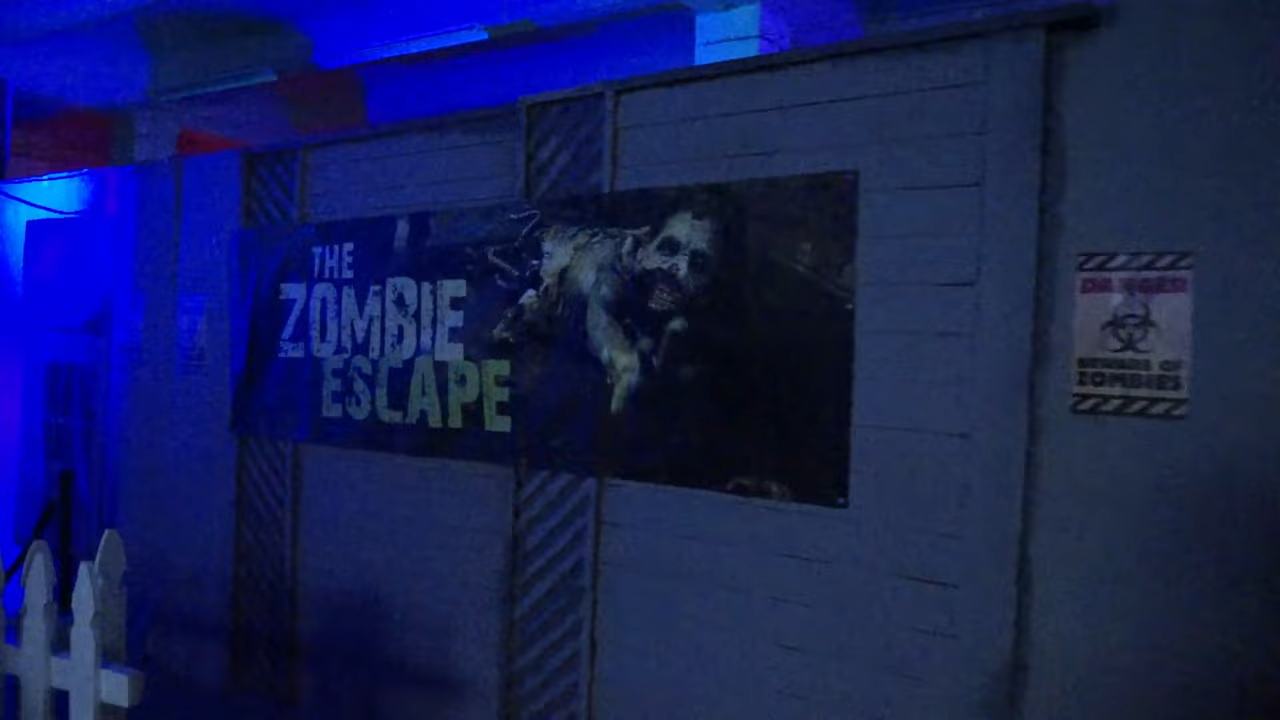 THE
ZOMBIE
ESCAPE
DANGER
BEWARE OF
ZOMBIES